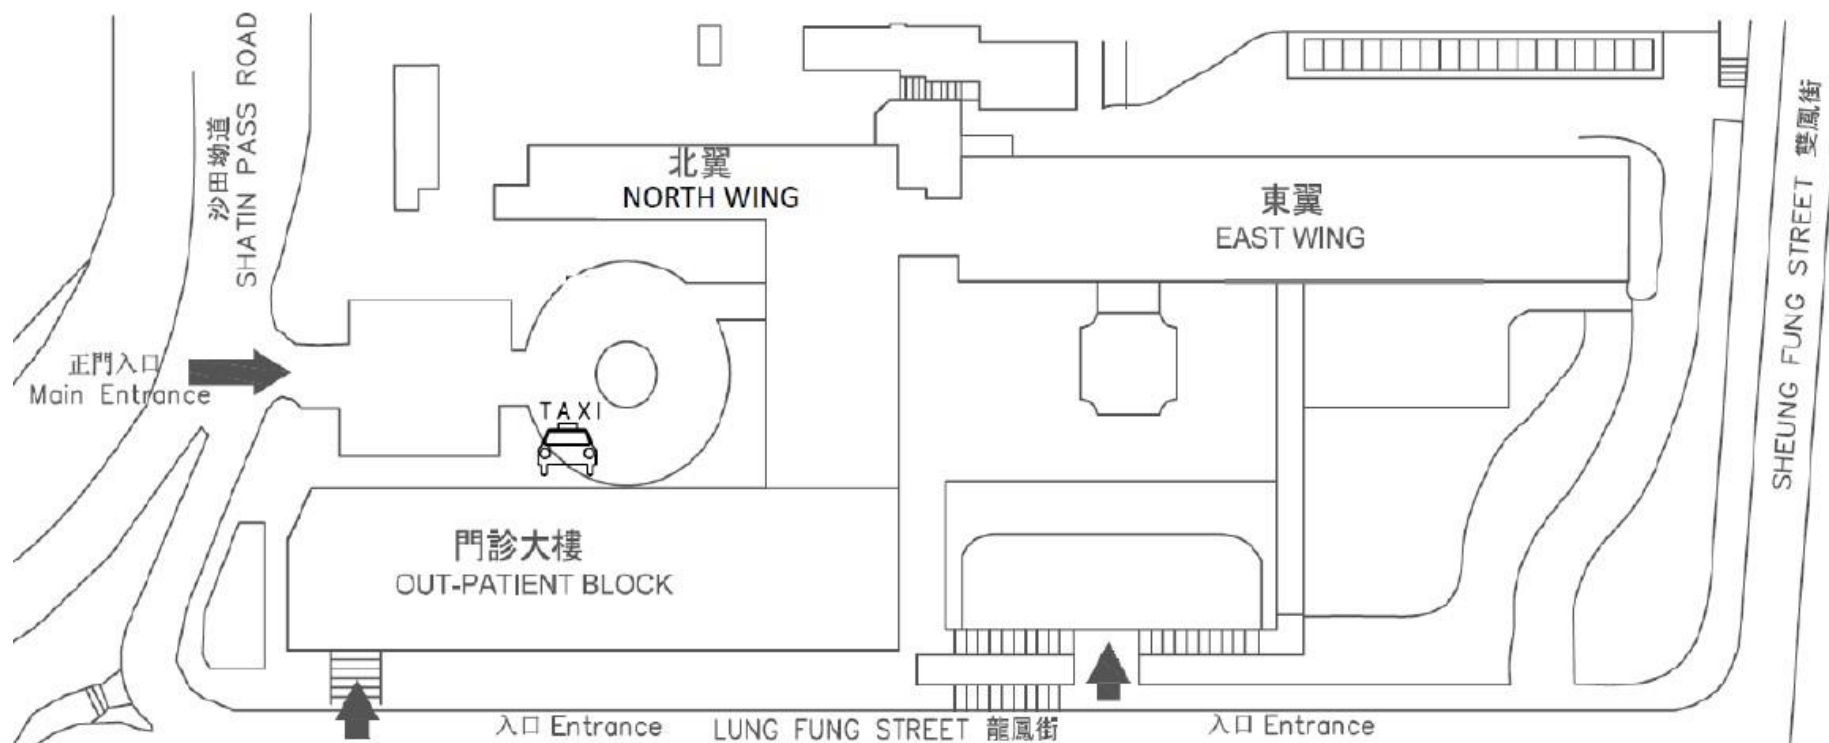 沙田坳道
SHATIN PASS ROAD
北翼
NORTH WING
東翼
EAST WING
SHEUNG FUNG STREET 雙鳳街
正門入口
Main Entrance
TAXI
門診大樓
OUT-PATIENT BLOCK
入口 Entrance
LUNG FUNG STREET 龍鳳街
入口 Entrance